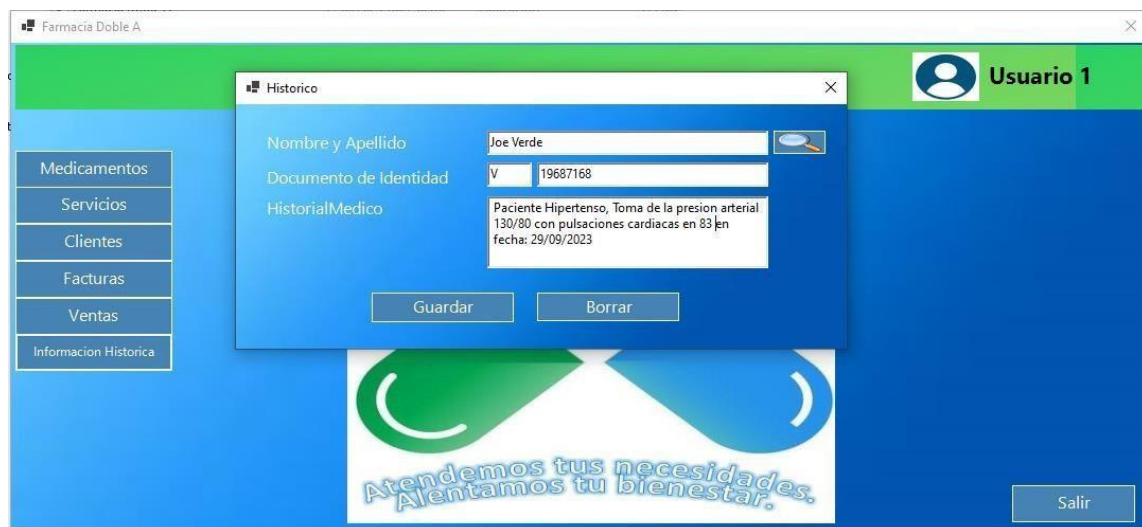 Farmacia Doble A
Usuario 1
Historico
Nombre y Apellido
Joe Verde
Documento de Identidad
V
19687168
HistorialMedico
Paciente Hipertenso, Toma de la presion arterial
130/80 con pulsaciones cardiacas en 83 en
fecha: 29/09/2023
Guardar
Borrar
Medicamentos
Servicios
Clientes
Facturas
Ventas
Informacion Historica
Atendemos tus necesidades.
Alentamos tu bienestar.
Salir